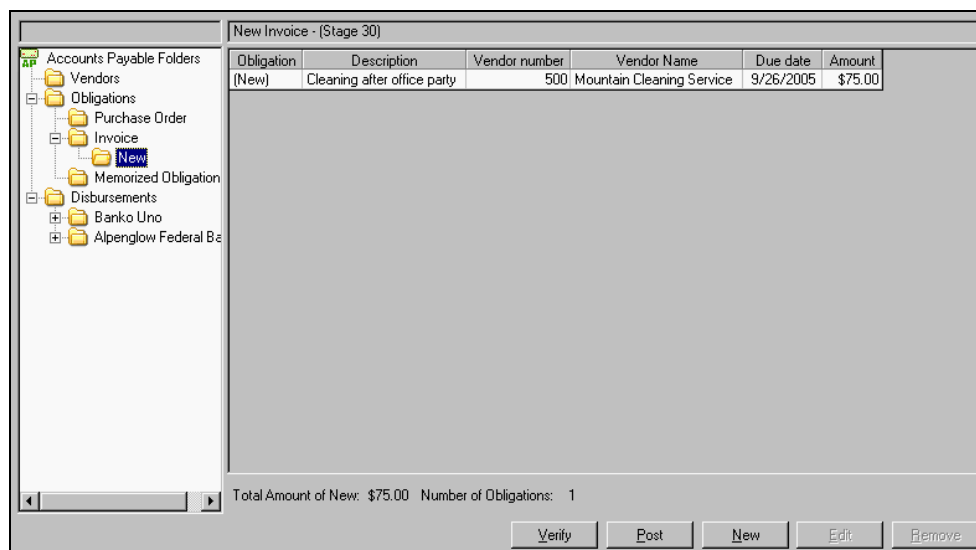 New Invoice - (Stage 30)
AP Accounts Payable Folders
Vendors
Obligations
Purchase Order
Invoice
New
Memorized Obligation
Disbursements
Banko Uno
Alpenglow Federal Ba
Obligation Description Vendor number Vendor Name Due date Amount
(New) Cleaning after office party 500 Mountain Cleaning Service 9/26/2005 $75.00
Total Amount of New: $75.00 Number of Obligations: 1
Verify Post New Edit Remove